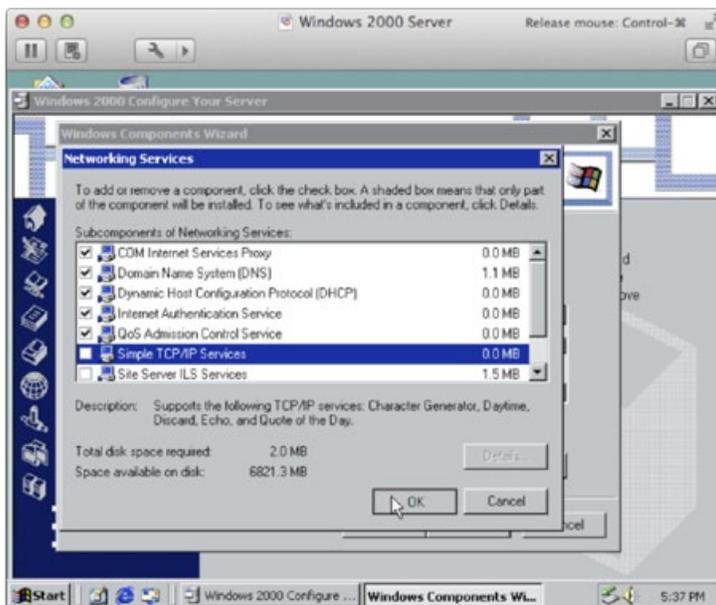 Windows 2000 Server
Release mouse: Control-⌘
Windows 2000 Configure Your Server
Windows Components Wizard
Networking Services
To add or remove a component, click the check box. A shaded box means that only part
of the component will be installed. To see what's included in a component, click Details.
Subcomponents of Networking Services:
COM Internet Services Proxy 0.0 MB
Domain Name System (DNS) 1.1 MB
Dynamic Host Configuration Protocol (DHCP) 0.0 MB
Internet Authentication Service 0.0 MB
QoS Admission Control Service 0.0 MB
Simple TCP/IP Services 0.0 MB
Site Server ILS Services 1.5 MB
Description: Supports the following TCP/IP services: Character Generator, Daytime,
Discard, Echo, and Quote of the Day.
Total disk space required: 2.0 MB
Space available on disk: 6821.3 MB
Details...
OK Cancel
Start Windows 2000 Configure ... Windows Components Wi... 5:37 PM